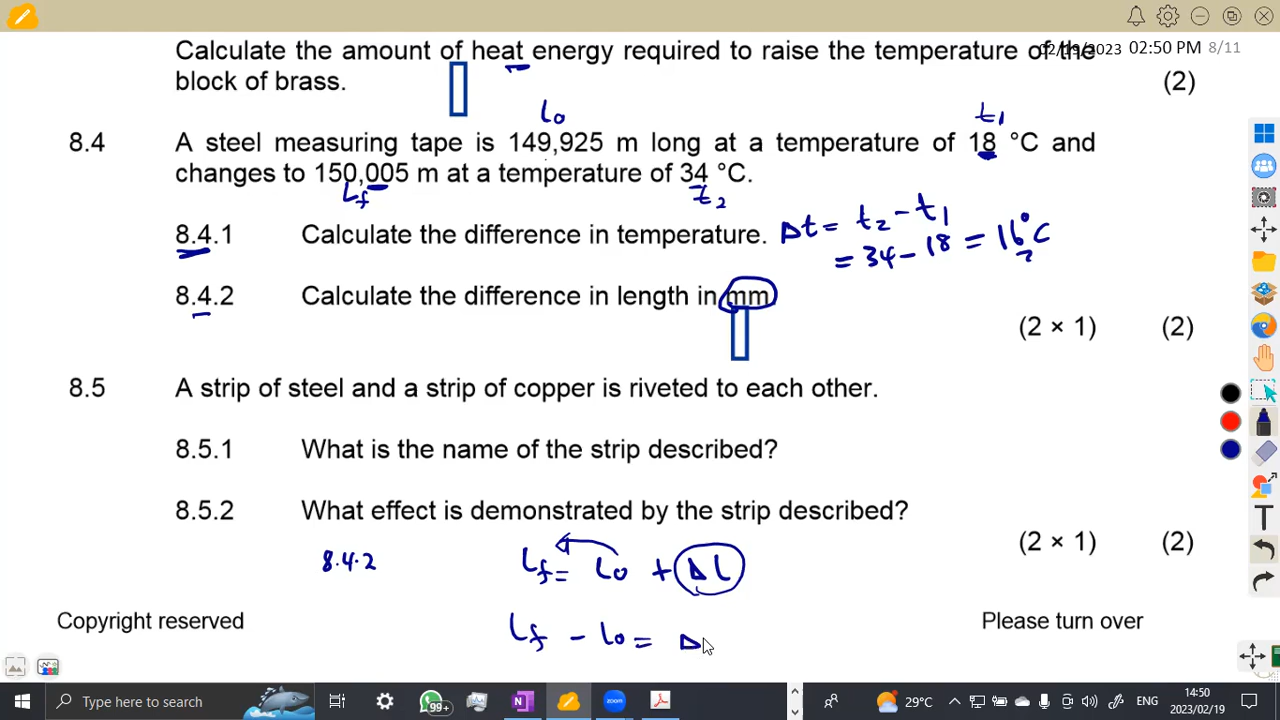 02/19/2023 02:50 PM 8/11
Calculate the amount of heat energy required to raise the temperature of the
block of brass. (2)
l₀ t₁
8.4 A steel measuring tape is 149,925 m long at a temperature of 18 °C and
changes to 150,005 m at a temperature of 34 °C.
Lf t₂
8.4.1 Calculate the difference in temperature. Δt = t₂ - t₁
= 34 - 18 = 16°C
8.4.2 Calculate the difference in length in mm
(2 × 1) (2)
8.5 A strip of steel and a strip of copper is riveted to each other.
8.5.1 What is the name of the strip described?
8.5.2 What effect is demonstrated by the strip described?
(2 × 1) (2)
8.4.2 Lf = L₀ + ΔL
Copyright reserved Please turn over
Lf - L₀ = Δ
Type here to search 99+ 29°C ENG 14:50
2023/02/19